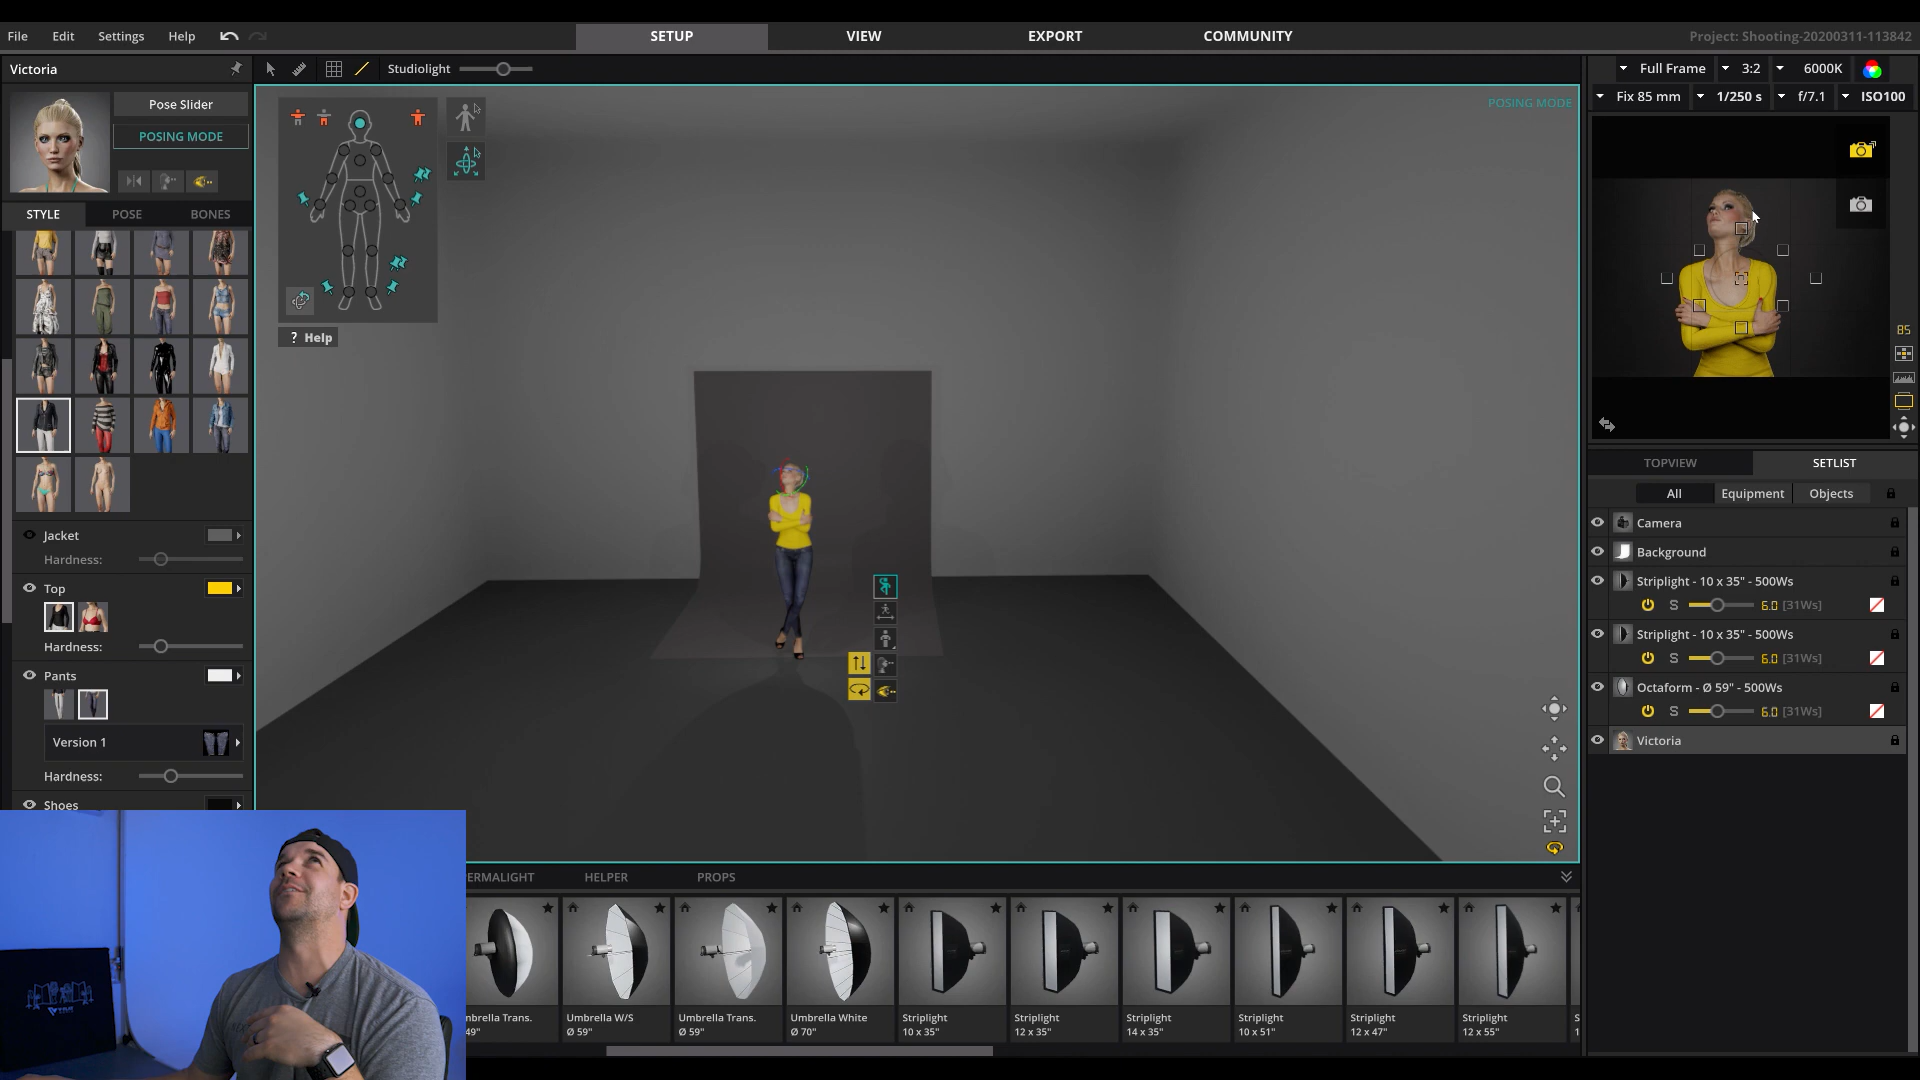 File Edit Settings Help
SETUP VIEW EXPORT COMMUNITY
Project: Shooting-20200311-113842
Victoria
Pose Slider
POSING MODE
STYLE POSE BONES
Jacket
Hardness:
Top
Hardness:
Pants
Version 1
Hardness:
Shoes
Studiolight
POSING MODE
? Help
HELPER PROPS
ERMALIGHT
mbrella Trans.
49"
Umbrella W/S
Ø 59"
Umbrella Trans.
Ø 59"
Umbrella White
Ø 70"
Striplight
10 x 35"
Striplight
12 x 35"
Striplight
14 x 35"
Striplight
10 x 51"
Striplight
12 x 47"
Striplight
12 x 55"
Full Frame 3:2 6000K
Fix 85 mm 1/250 s f/7.1 ISO100
85
TOPVIEW SETLIST
All Equipment Objects
Camera
Background
Striplight - 10 x 35" - 500Ws
S 6.0 [31Ws]
Striplight - 10 x 35" - 500Ws
S 6.0 [31Ws]
Octaform - Ø 59" - 500Ws
S 6.0 [31Ws]
Victoria